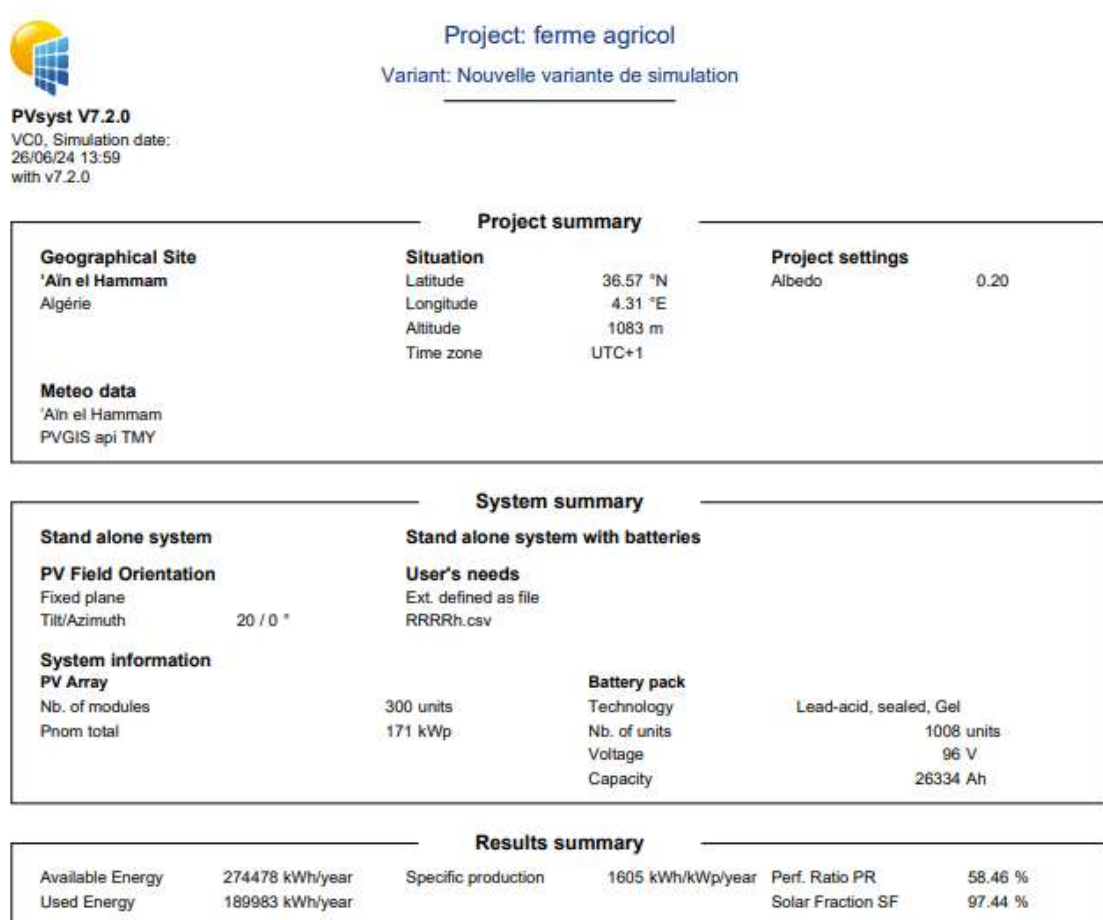 Project: ferme agricol
Variant: Nouvelle variante de simulation
PVsyst V7.2.0
VC0, Simulation date:
26/06/24 13:59
with v7.2.0
Project summary
Geographical Site
Situation
Project settings
'Aïn el Hammam
Latitude 36.57 °N
Albedo 0.20
Algérie
Longitude 4.31 °E
Altitude 1083 m
Time zone UTC+1
Meteo data
'Aïn el Hammam
PVGIS api TMY
System summary
Stand alone system
Stand alone system with batteries
PV Field Orientation
User's needs
Fixed plane
Ext. defined as file
Tilt/Azimuth 20 / 0 °
RRRRh.csv
System information
PV Array
Battery pack
Nb. of modules 300 units
Technology Lead-acid, sealed, Gel
Pnom total 171 kWp
Nb. of units 1008 units
Voltage 96 V
Capacity 26334 Ah
Results summary
Available Energy 274478 kWh/year
Specific production 1605 kWh/kWp/year
Perf. Ratio PR 58.46 %
Used Energy 189983 kWh/year
Solar Fraction SF 97.44 %